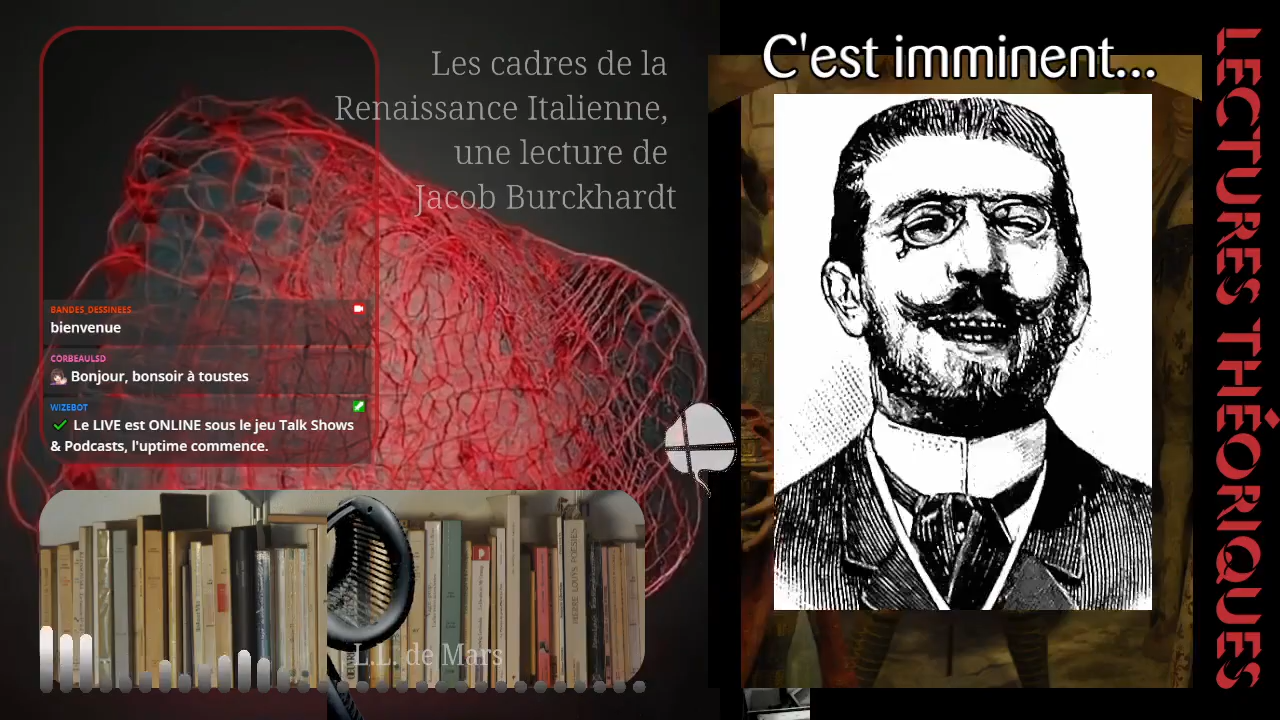 C'est imminent...
Les cadres de la
Renaissance Italienne,
une lecture de
Jacob Burckhardt
LECTURES THÉORIQUES
BANDES_DESSINEES
bienvenue
CORBEAULSD
Bonjour, bonsoir à toustes
WIZEBOT
Le LIVE est ONLINE sous le jeu Talk Shows
& Podcasts, l'uptime commence.
L.L. de Mars